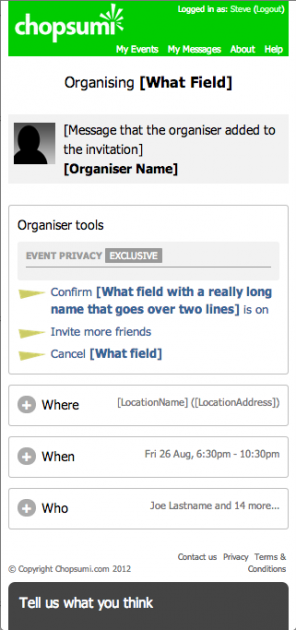 Logged in as: Steve (Logout)
chopsumi
My Events My Messages About Help
Organising [What Field]
[Message that the organiser added to
the invitation]
[Organiser Name]
Organiser tools
EVENT PRIVACY EXCLUSIVE
Confirm [What field with a really long
name that goes over two lines] is on
Invite more friends
Cancel [What field]
Where [LocationName] ([LocationAddress])
When Fri 26 Aug, 6:30pm - 10:30pm
Who Joe Lastname and 14 more...
Contact us Privacy Terms &
© Copyright Chopsumi.com 2012 Conditions
Tell us what you think